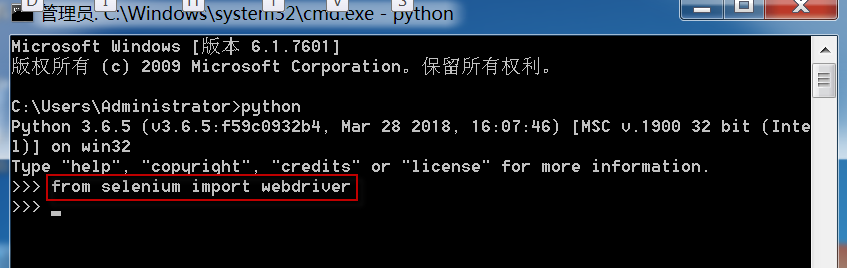 管理员: C:\Windows\system32\cmd.exe - python
Microsoft Windows [版本 6.1.7601]
版权所有 (c) 2009 Microsoft Corporation。保留所有权利。
C:\Users\Administrator>python
Python 3.6.5 (v3.6.5:f59c0932b4, Mar 28 2018, 16:07:46) [MSC v.1900 32 bit (Inte
l)] on win32
Type "help", "copyright", "credits" or "license" for more information.
>>> from selenium import webdriver
>>>